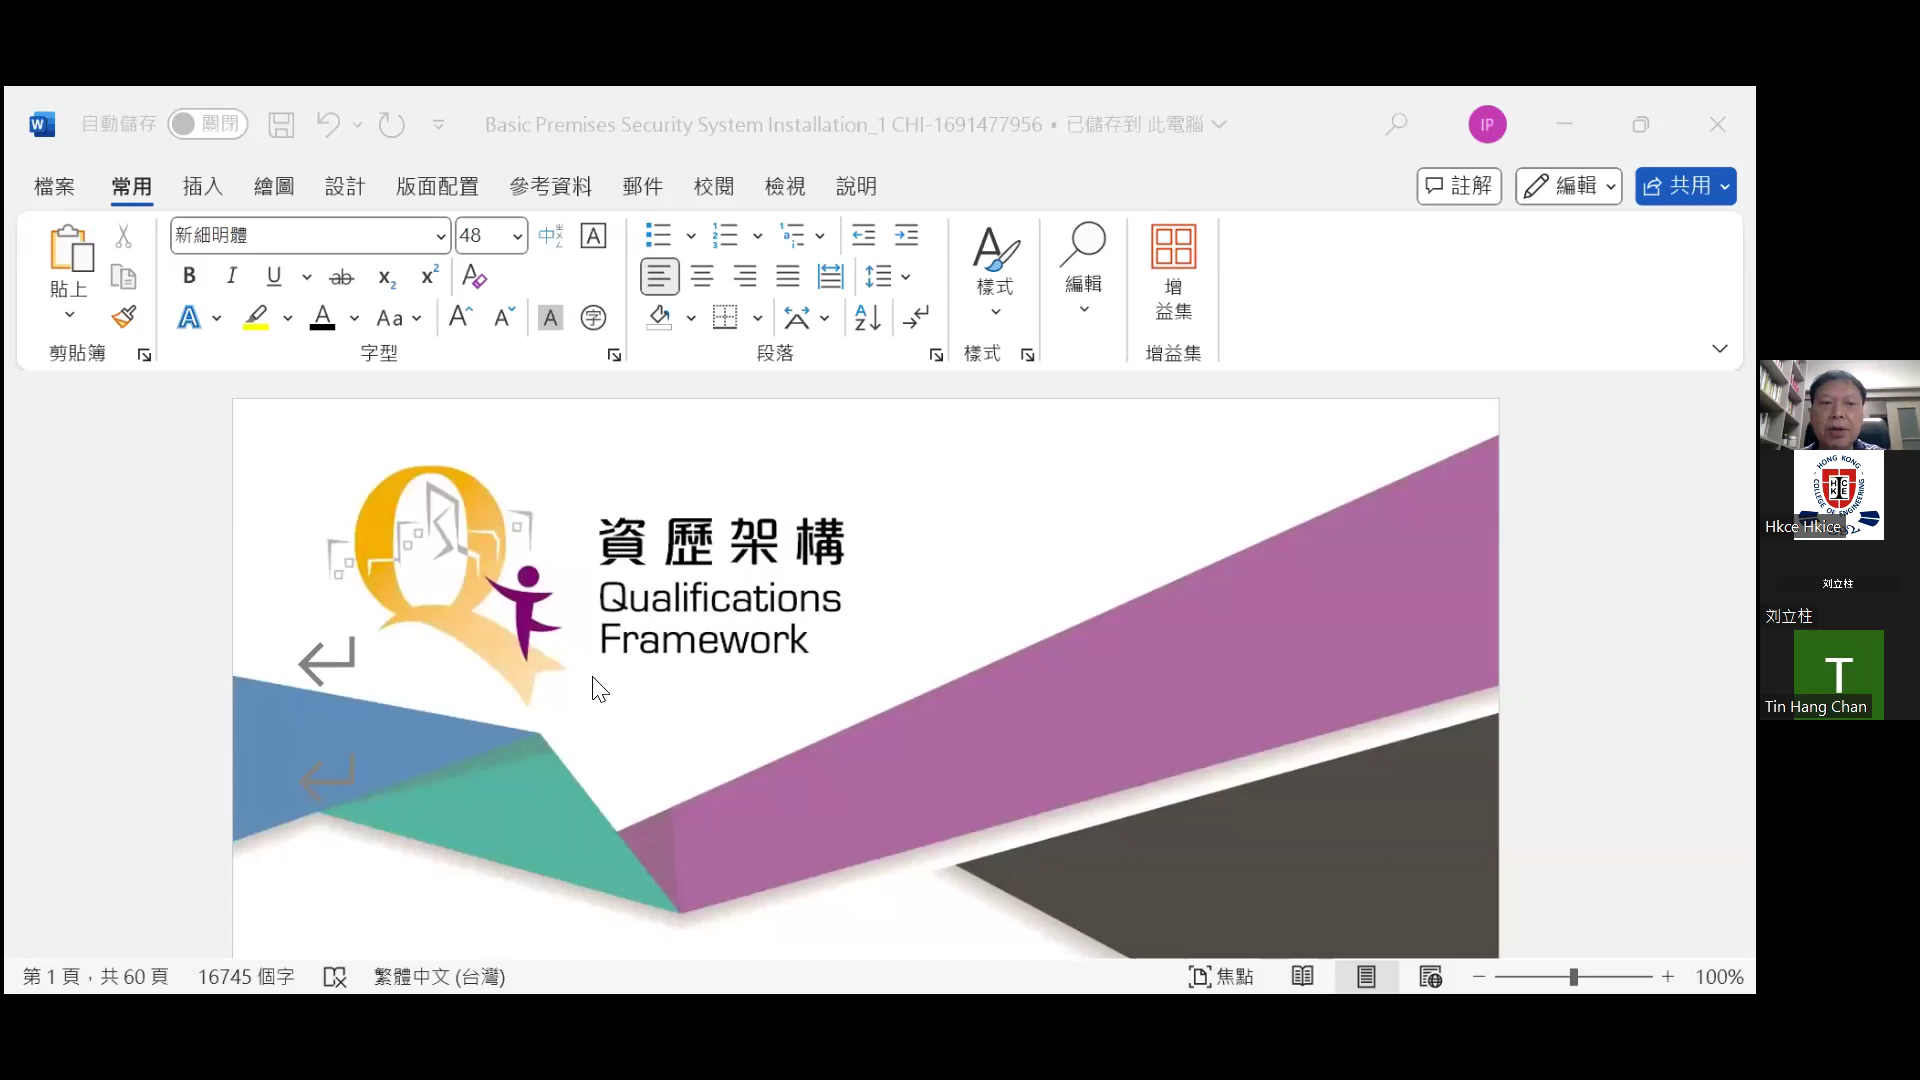 自動儲存 關閉 Basic Premises Security System Installation_1 CHI-1691477956 • 已儲存到 此電腦 IP
檔案 常用 插入 繪圖 設計 版面配置 參考資料 郵件 校閱 檢視 說明 註解 編輯 共用
貼上 新細明體 48 樣式 編輯 增益集
剪貼簿 字型 段落 樣式 增益集
資歷架構
Qualifications
Framework
HONG KONG
COLLEGE OF ENGINEERING
Hkce Hkice
刘立柱
刘立柱
T
Tin Hang Chan
第 1 頁，共 60 頁 16745 個字 繁體中文 (台灣) 焦點 100%